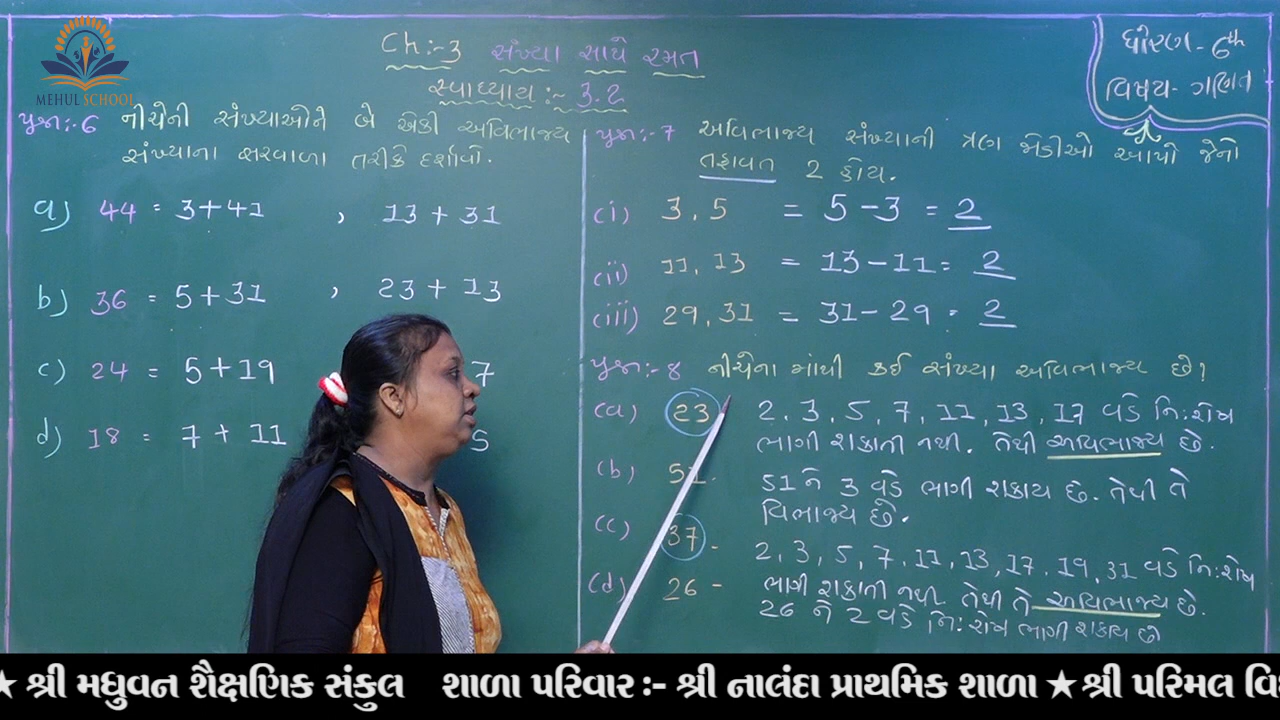 MEHUL SCHOOL
Ch:-3 સંખ્યા સાથે રમત
સ્વાધ્યાય:- 3.2
ધોરણ-6th
વિષય- ગણિત
પ્રશ્ન:-6 નીચેની સંખ્યાઓને બે એકી અવિભાજ્ય
સંખ્યાના સરવાળા તરીકે દર્શાવો.
a) 44 = 3+41 , 13 + 31
b) 36 = 5+31 , 23 + 13
c) 24 = 5+19 7
d) 18 = 7 + 11
પ્રશ્ન:-7 અવિભાજ્ય સંખ્યાની ત્રણ જોડીઓ આપો જેનો
તફાવત 2 હોય.
(i) 3, 5 = 5-3 = 2
(ii) 11, 13 = 13-11= 2
(iii) 29, 31 = 31-29 = 2
પ્રશ્ન:-8 નીચેના માંથી કઈ સંખ્યા અવિભાજ્ય છે?
(a) 23 2, 3, 5, 7, 11, 13, 17 વડે નિ:શેષ
ભાગી શકાતી નથી. તેથી અવિભાજ્ય છે.
(b) 51. 51 ને 3 વડે ભાગી શકાય છે. તેથી તે
વિભાજ્ય છે.
(c) 37 - 2, 3, 5, 7, 11, 13, 17, 19, 31 વડે નિ:શેષ
ભાગી શકાતી નથી. તેથી તે અવિભાજ્ય છે.
(d) 26 - 26 ને 2 વડે નિ:શેષ ભાગી શકાય છે
★ શ્રી મધુવન શૈક્ષણિક સંકુલ શાળા પરિવાર :- શ્રી નાલંદા પ્રાથમિક શાળા ★ શ્રી પરિમલ